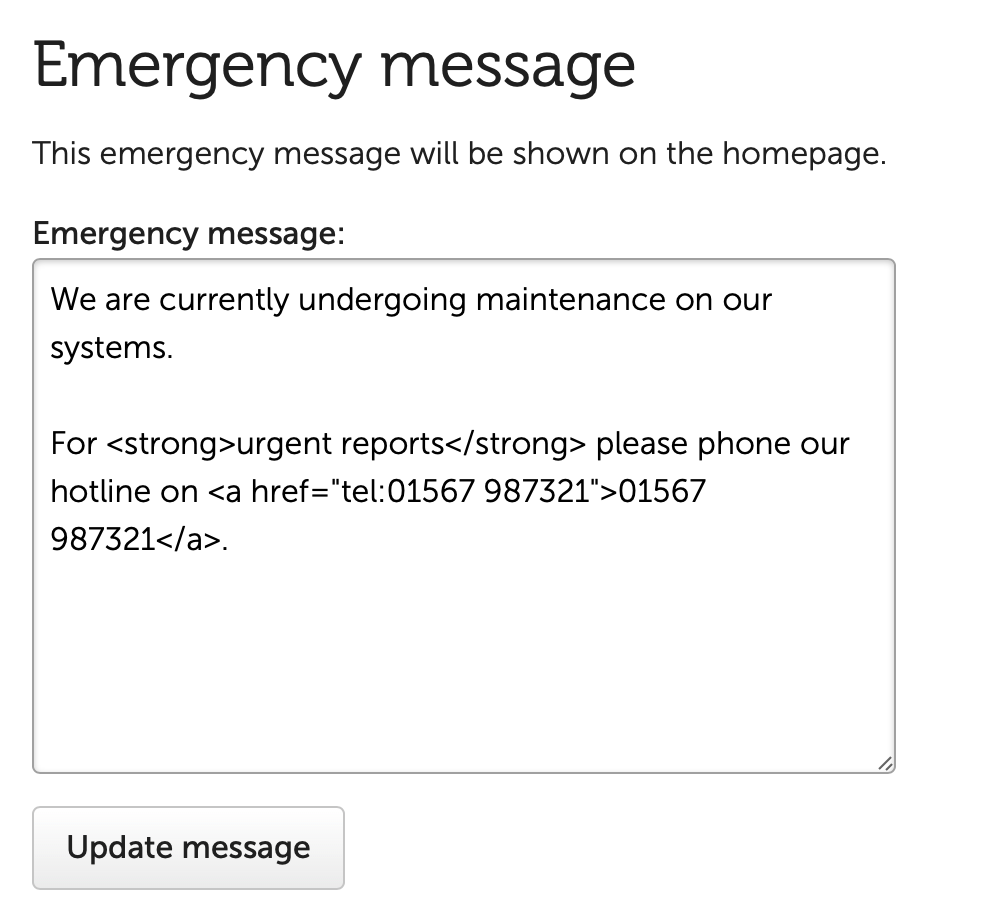 Emergency message
This emergency message will be shown on the homepage.
Emergency message:
We are currently undergoing maintenance on our
systems.
For <strong>urgent reports</strong> please phone our
hotline on <a href="tel:01567 987321">01567
987321</a>.
Update message